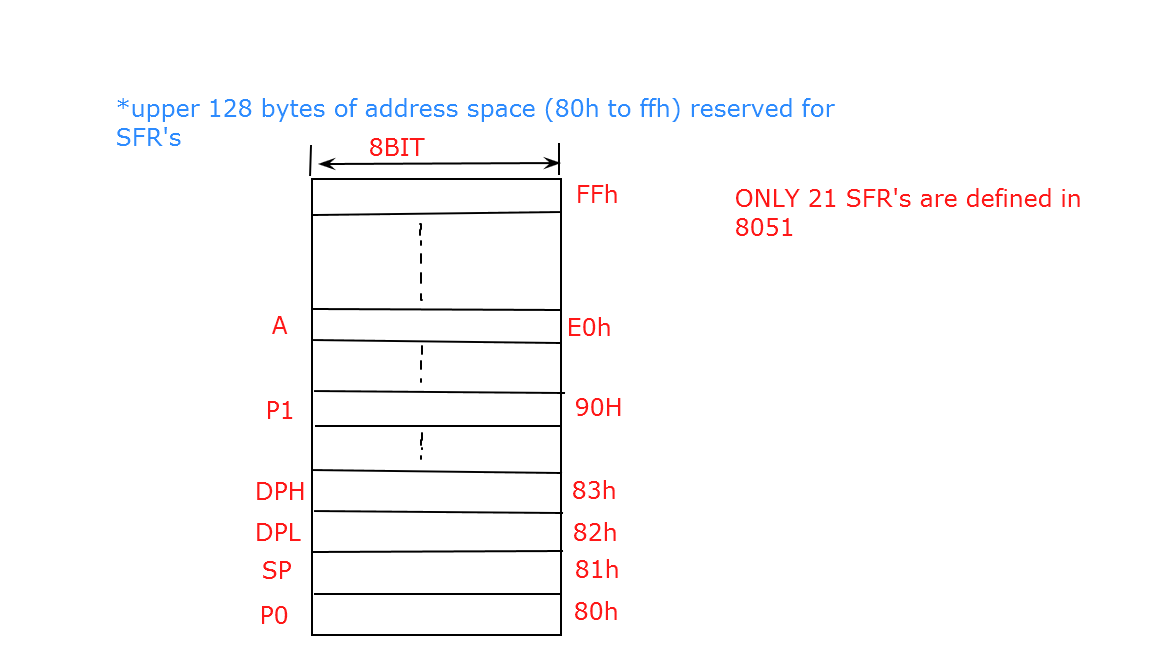 *upper 128 bytes of address space (80h to ffh) reserved for
SFR's
8BIT
FFh
ONLY 21 SFR's are defined in
8051
A
E0h
P1
90H
DPH
83h
DPL
82h
SP
81h
P0
80h